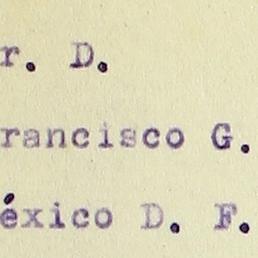 r. D.
rancisco G.
éxico D. F.